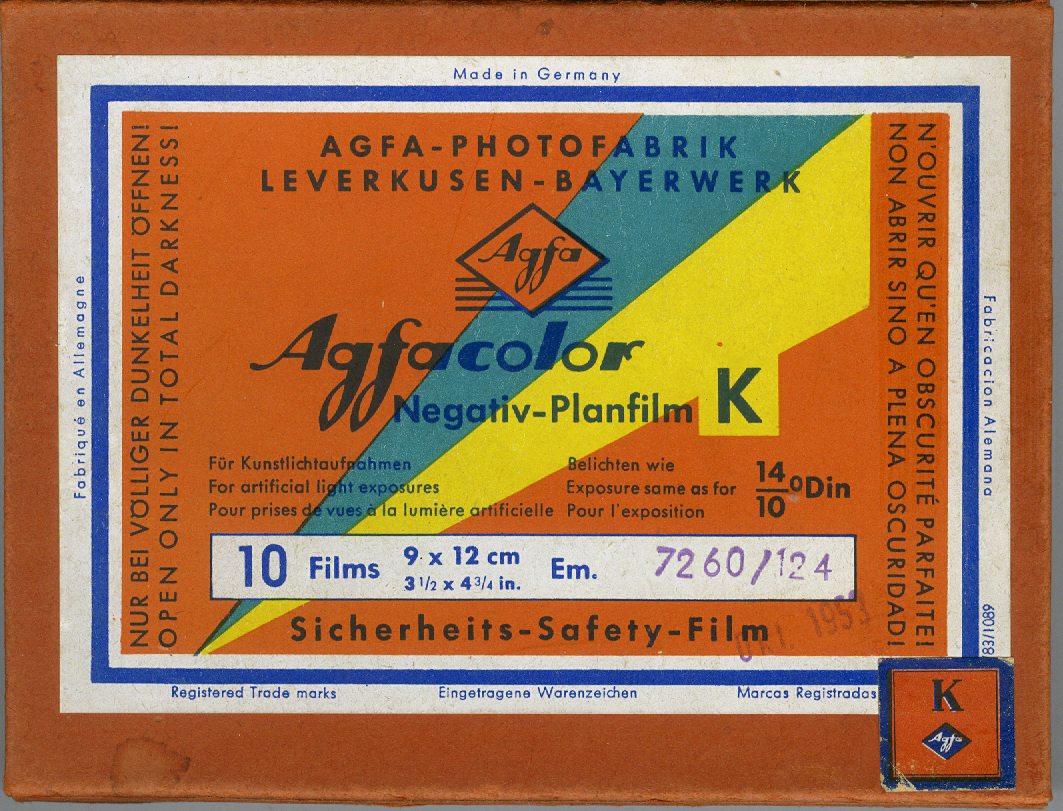 Made in Germany
Fabriqué en Allemagne
NUR BEI VÖLLIGER DUNKELHEIT ÖFFNEN!
OPEN ONLY IN TOTAL DARKNESS!
AGFA-PHOTOFABRIK
LEVERKUSEN-BAYERWERK
Agfa
Agfacolor
Negativ-Planfilm K
Für Kunstlichtaufnahmen
For artificial light exposures
Pour prises de vues à la lumière artificielle
Belichten wie
Exposure same as for
Pour l'exposition
14/10 °Din
10 Films 9 x 12 cm
3 1/2 x 4 3/4 in.
Em. 7260/124
Sicherheits-Safety-Film
OKT. 1953
N'OUVRIR QU'EN OBSCURITÉ PARFAITE!
NON ABRIR SINO A PLENA OSCURIDAD!
Fabricacion Alemana
Registered Trade marks
Eingetragene Warenzeichen
Marcas Registradas
K
Agfa